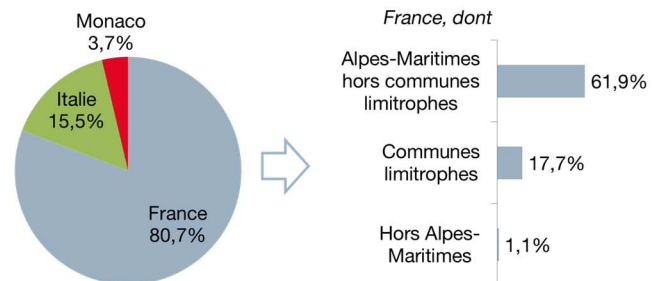 Monaco
3,7%
Italie
15,5%
France
80,7%
France, dont
Alpes-Maritimes
hors communes
limitrophes
61,9%
Communes
limitrophes
17,7%
Hors Alpes-
Maritimes
1,1%